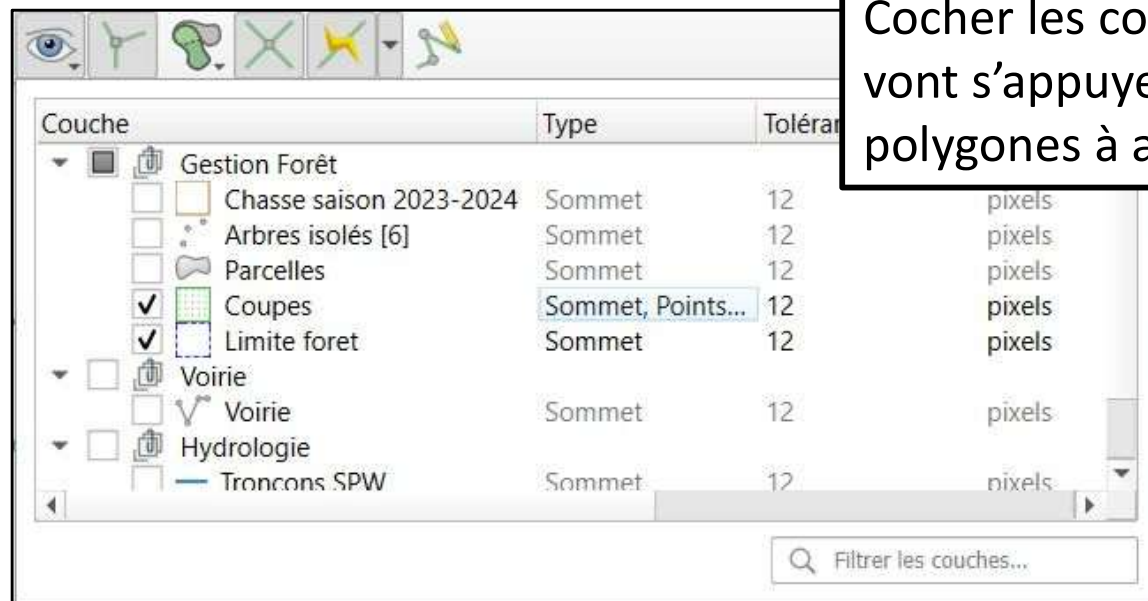 Cocher les co
vont s'appuye
polygones à a
Couche Type Toléran
Gestion Forêt
Chasse saison 2023-2024 Sommet 12 pixels
Arbres isolés [6] Sommet 12 pixels
Parcelles Sommet 12 pixels
Coupes Sommet, Points... 12 pixels
Limite foret Sommet 12 pixels
Voirie
Voirie Sommet 12 pixels
Hydrologie
Troncons SPW Sommet 12 pixels
Filtrer les couches...